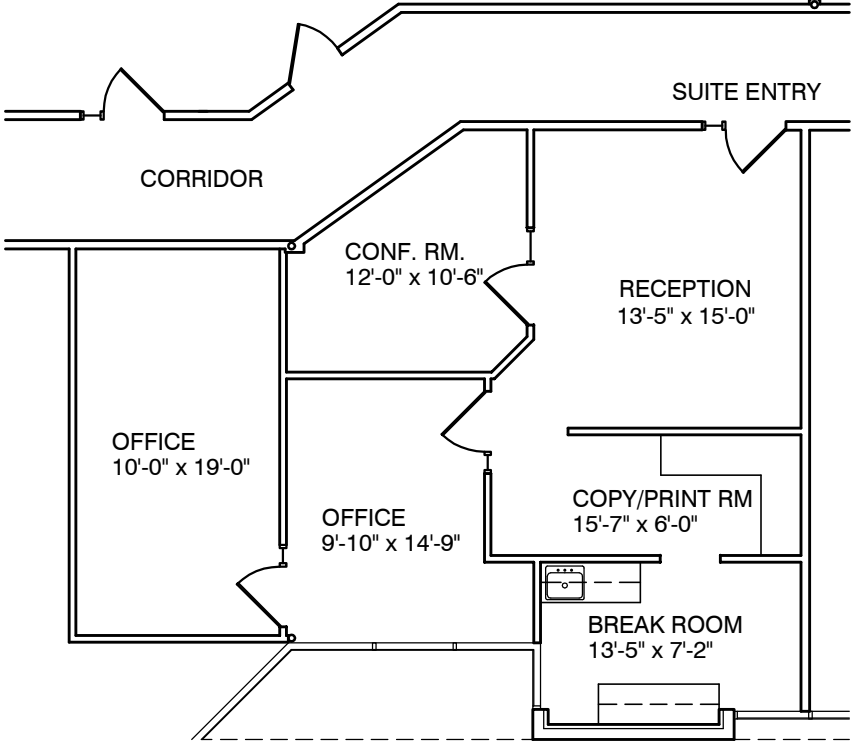 SUITE ENTRY
CORRIDOR
CONF. RM.
12'-0" x 10'-6"
RECEPTION
13'-5" x 15'-0"
OFFICE
10'-0" x 19'-0"
OFFICE
9'-10" x 14'-9"
COPY/PRINT RM
15'-7" x 6'-0"
BREAK ROOM
13'-5" x 7'-2"